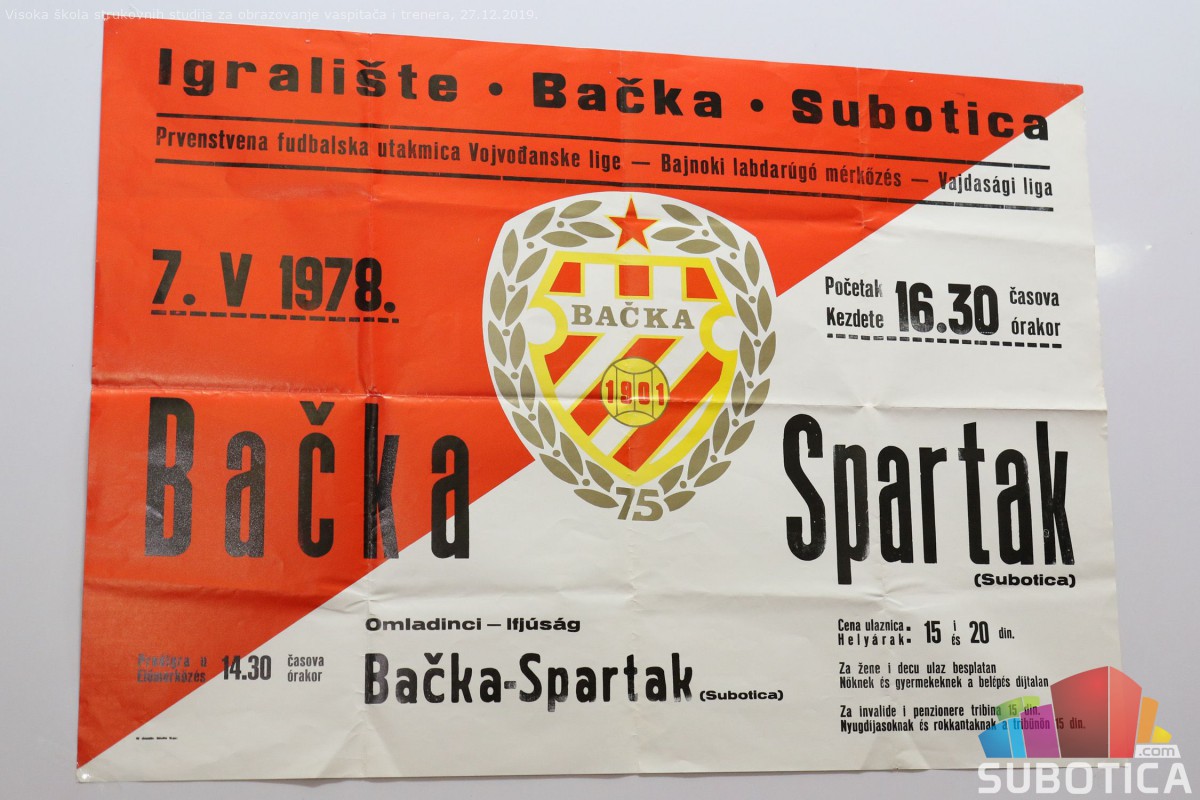 Visoka škola strukovnih studija za obrazovanje vaspitača i trenera, 27.12.2019.
Igralište • Bačka • Subotica
Prvenstvena fudbalska utakmica Vojvođanske lige — Bajnoki labdarúgó mérkőzés — Vajdasági liga
7. V 1978.
Početak 16.30 časova
Kezdete órakor
BAČKA
1901
75
Bačka
Spartak
(Subotica)
Omladinci — Ifjúság
Predigra u 14.30 časova
Előmérkőzés órakor
Bačka-Spartak (Subotica)
Cena ulaznica: 15 i 20 din.
Helyárak: és
Za žene i decu ulaz besplatan
Nőknek és gyermekeknek a belépés díjtalan
Za invalide i penzionere tribina 15 din.
Nyugdíjasoknak és rokkantaknak a tribünön 15 din.
.com
SUBOTICA